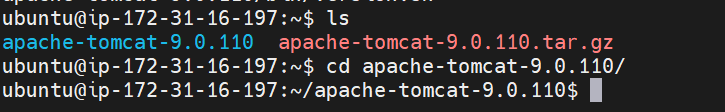 ubuntu@ip-172-31-16-197:~$ ls
apache-tomcat-9.0.110  apache-tomcat-9.0.110.tar.gz
ubuntu@ip-172-31-16-197:~$ cd apache-tomcat-9.0.110/
ubuntu@ip-172-31-16-197:~/apache-tomcat-9.0.110$